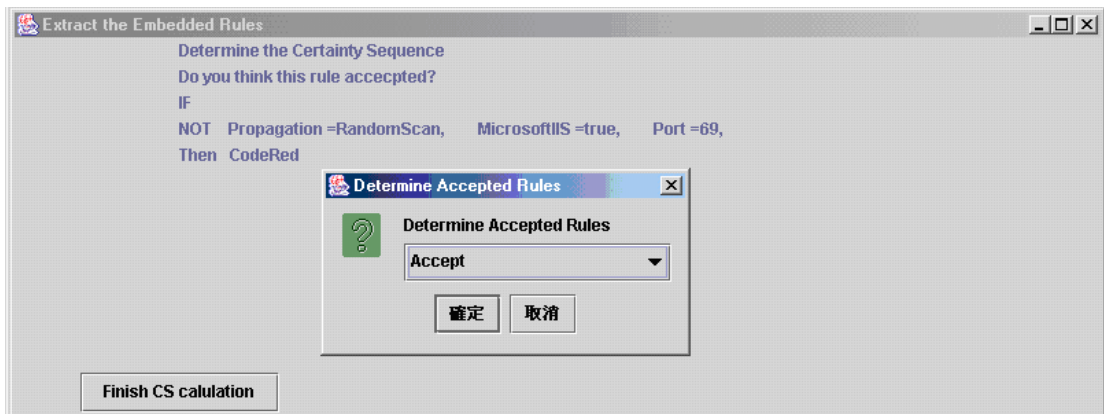 Extract the Embedded Rules
Determine the Certainty Sequence
Do you think this rule accecpted?
IF
NOT Propagation =RandomScan, MicrosoftIIS =true, Port =69,
Then CodeRed
Determine Accepted Rules
Determine Accepted Rules
Accept
確定 取消
Finish CS calulation